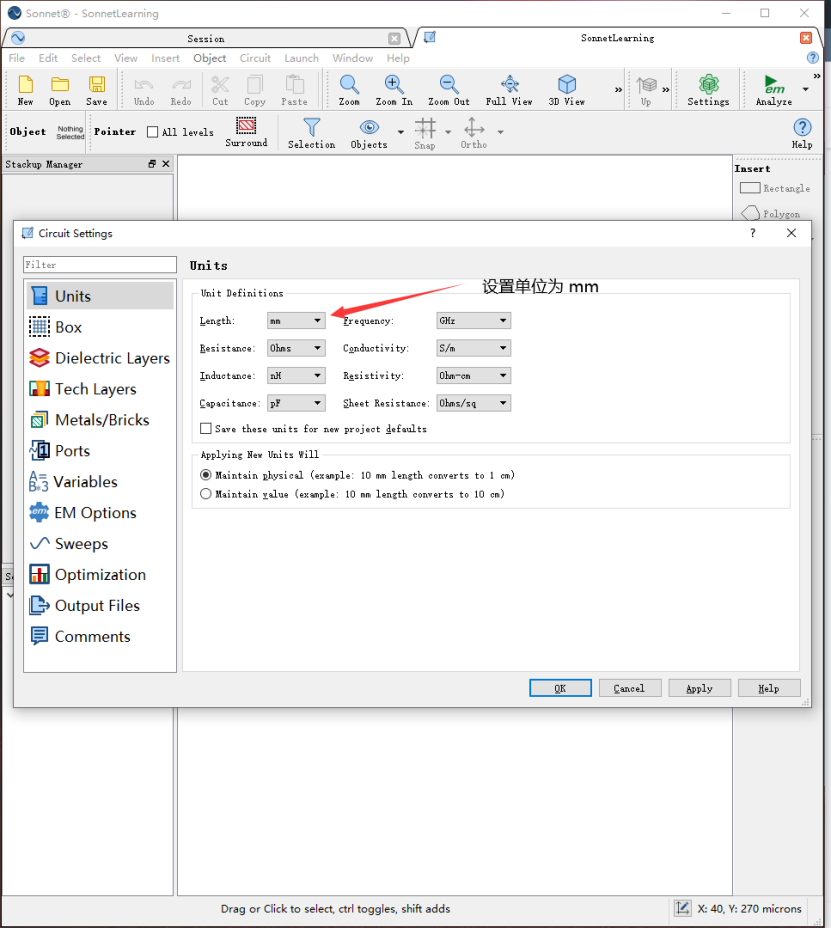 Sonnet® - SonnetLearning
Session
SonnetLearning
File Edit Select View Insert Object Circuit Launch Window Help
New Open Save Undo Redo Cut Copy Paste Zoom Zoom In Zoom Out Full View 3D View » Up » Settings em Analyze »
Object Nothing Selected Pointer All levels Surround Selection Objects Snap Ortho Help
Stackup Manager
Insert
Rectangle
Polygon
Circuit Settings
Filter
Units
Box
Dielectric Layers
Tech Layers
Metals/Bricks
Ports
Variables
EM Options
Sweeps
Optimization
Output Files
Comments
Units
设置单位为 mm
Unit Definitions
Length: mm Frequency: GHz
Resistance: Ohms Conductivity: S/m
Inductance: nH Resistivity: Ohm-cm
Capacitance: pF Sheet Resistance: Ohms/sq
Save these units for new project defaults
Applying New Units Will
Maintain physical (example: 10 mm length converts to 1 cm)
Maintain value (example: 10 mm length converts to 10 cm)
OK Cancel Apply Help
Drag or Click to select, ctrl toggles, shift adds
X: 40, Y: 270 microns